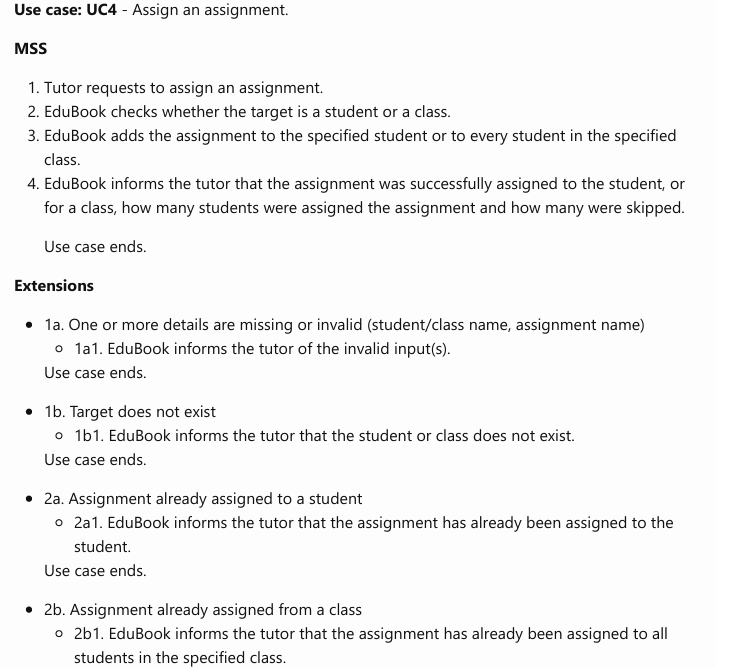 Use case: UC4 - Assign an assignment.
MSS
1. Tutor requests to assign an assignment.
2. EduBook checks whether the target is a student or a class.
3. EduBook adds the assignment to the specified student or to every student in the specified
class.
4. EduBook informs the tutor that the assignment was successfully assigned to the student, or
for a class, how many students were assigned the assignment and how many were skipped.
Use case ends.
Extensions
• 1a. One or more details are missing or invalid (student/class name, assignment name)
○ 1a1. EduBook informs the tutor of the invalid input(s).
Use case ends.
• 1b. Target does not exist
○ 1b1. EduBook informs the tutor that the student or class does not exist.
Use case ends.
• 2a. Assignment already assigned to a student
○ 2a1. EduBook informs the tutor that the assignment has already been assigned to the
student.
Use case ends.
• 2b. Assignment already assigned from a class
○ 2b1. EduBook informs the tutor that the assignment has already been assigned to all
students in the specified class.